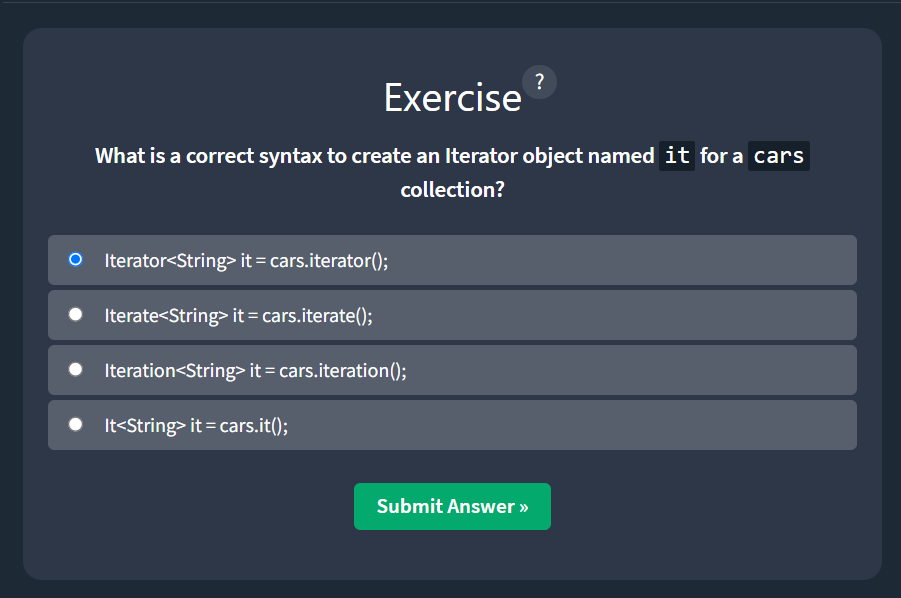 Exercise ?
What is a correct syntax to create an Iterator object named it for a cars
collection?
Iterator<String> it = cars.iterator();
Iterate<String> it = cars.iterate();
Iteration<String> it = cars.iteration();
It<String> it = cars.it();
Submit Answer »